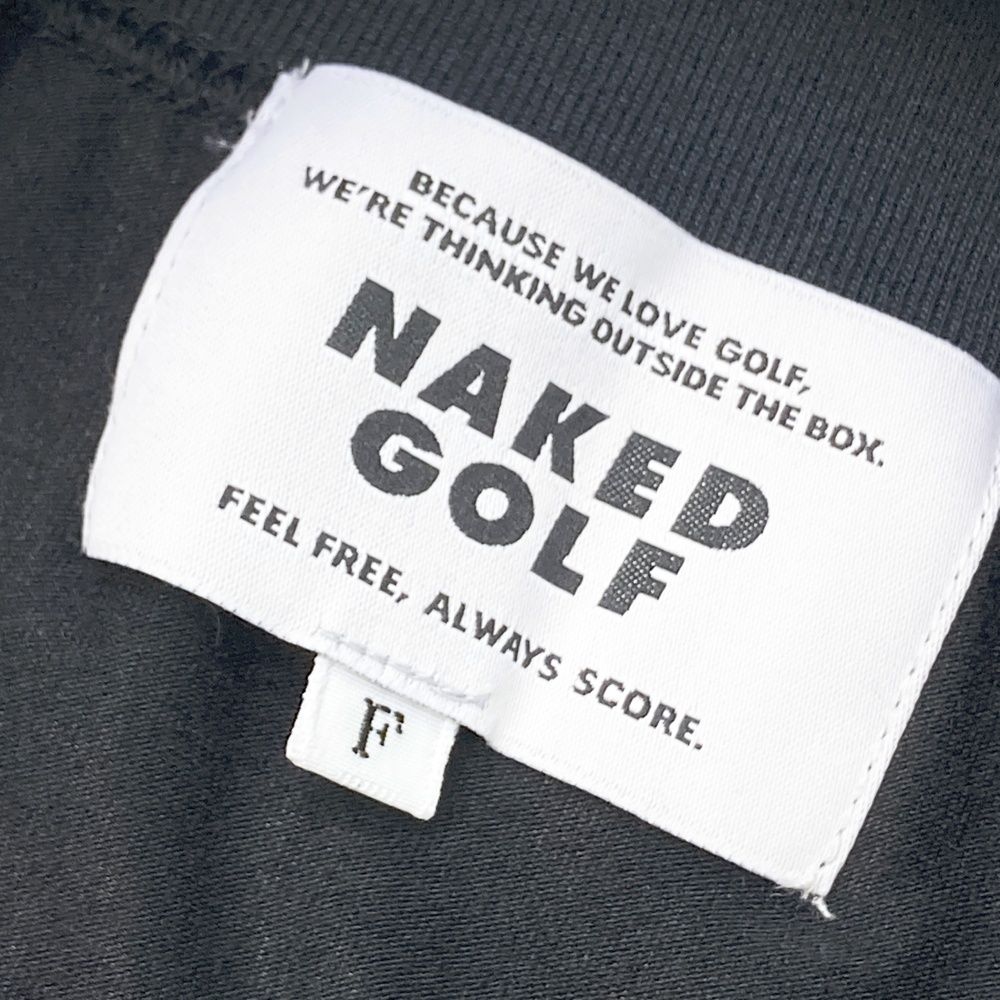 BECAUSE WE LOVE GOLF,
WE'RE THINKING OUTSIDE THE BOX.
NAKED
GOLF
FEEL FREE, ALWAYS SCORE.
F